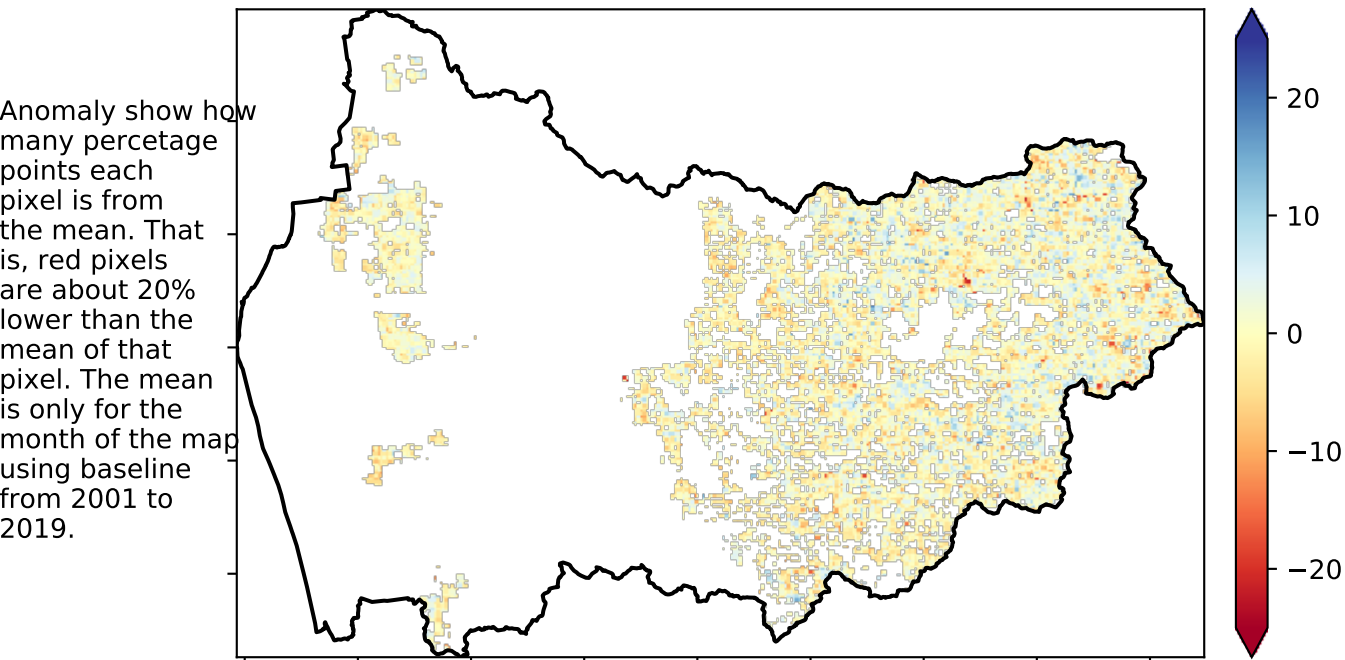 Anomaly show how
many percetage
points each
pixel is from
the mean. That
is, red pixels
are about 20%
lower than the
mean of that
pixel. The mean
is only for the
month of the map
using baseline
from 2001 to
2019.
20
10
0
−10
−20